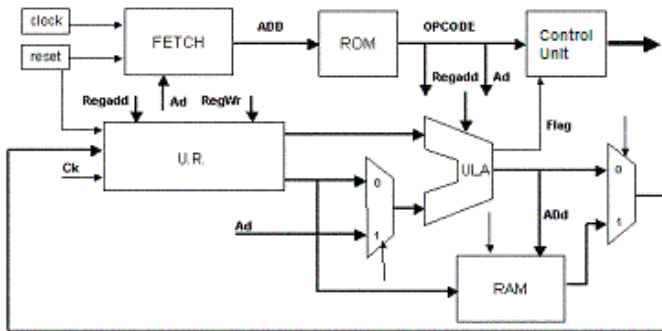 clock
reset
FETCH
ADD
ROM
OPCODE
Control
Unit
Regadd
Ad
RegWr
Regadd
Ad
Flag
U.R.
ULA
Ck
0
1
Ad
0
1
ADd
RAM